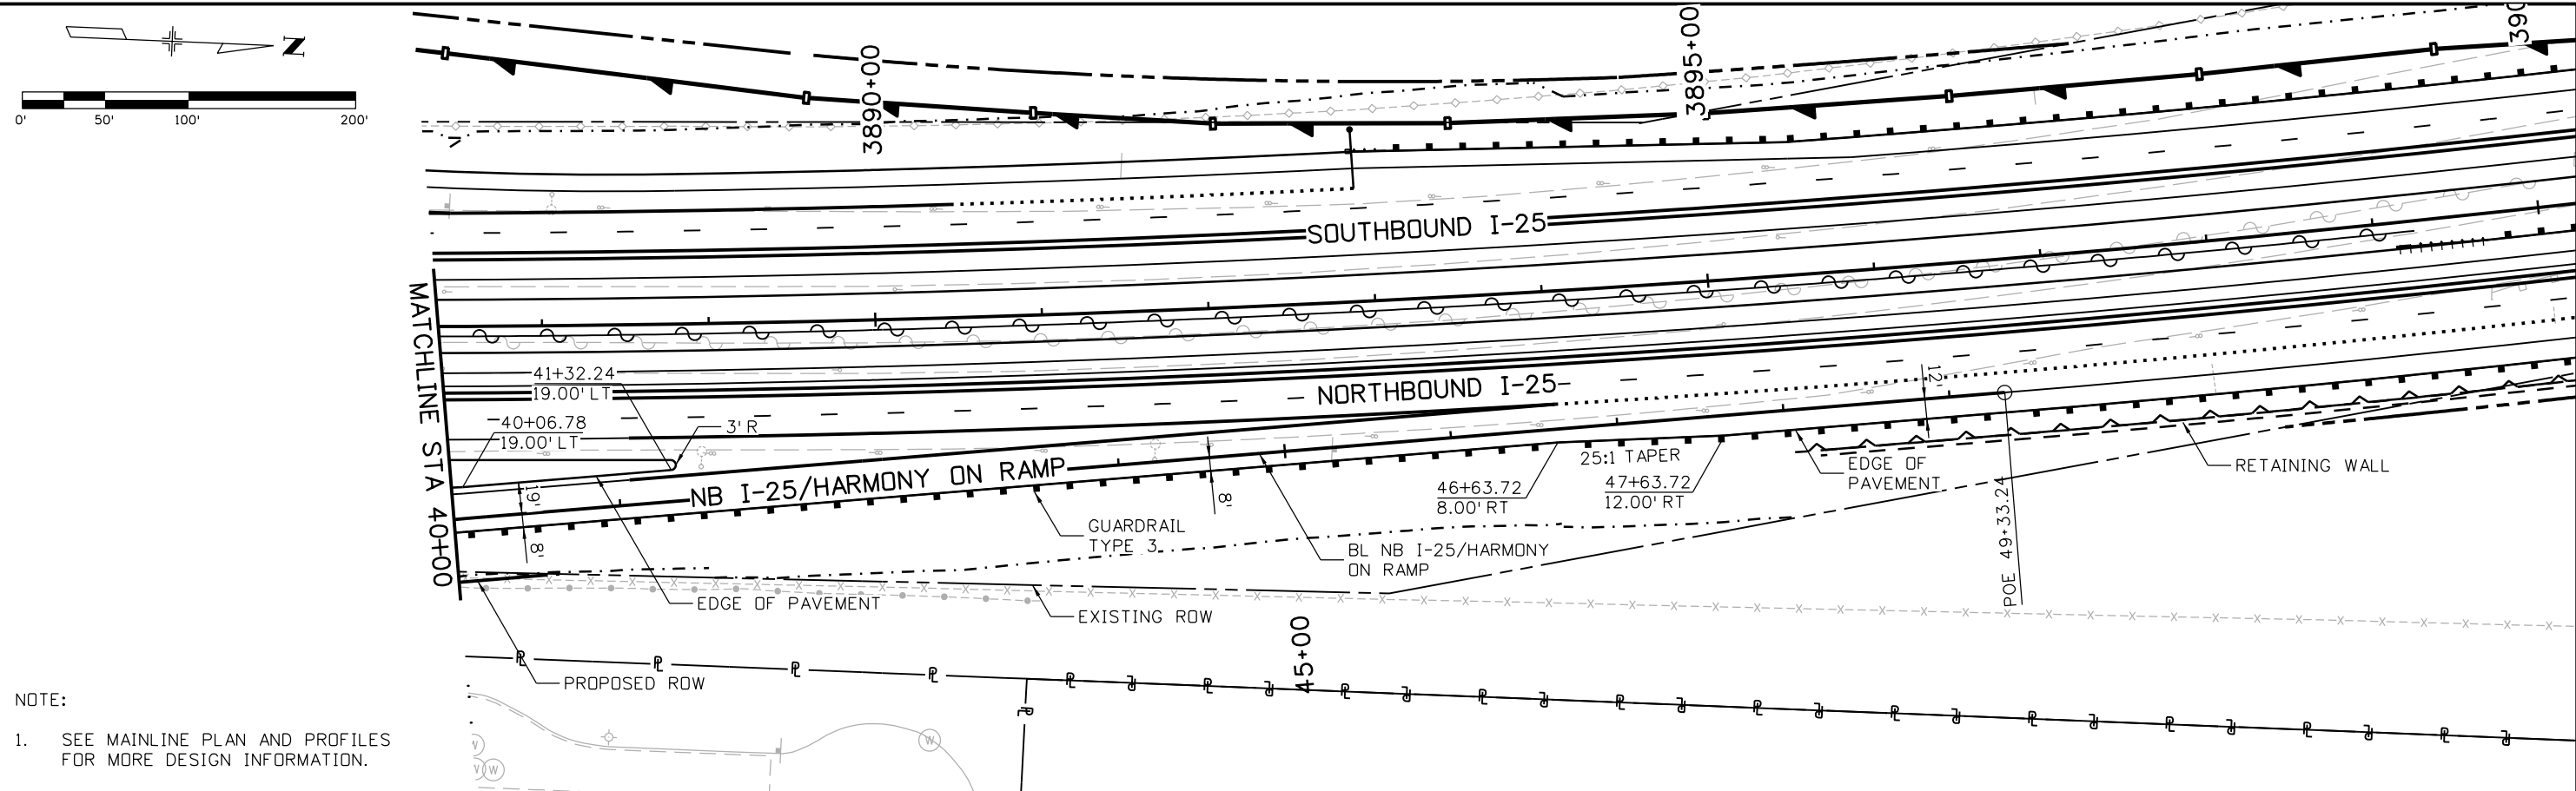 N
0' 50' 100' 200'
3890+00
3895+00
390
SOUTHBOUND I-25
NORTHBOUND I-25
MATCHLINE STA 40+00
41+32.24
19.00' LT
40+06.78
19.00' LT
3' R
19'
8'
NB I-25/HARMONY ON RAMP
8'
12'
25:1 TAPER
46+63.72
8.00' RT
47+63.72
12.00' RT
EDGE OF
PAVEMENT
RETAINING WALL
GUARDRAIL
TYPE 3
BL NB I-25/HARMONY
ON RAMP
POE 49+33.24
EDGE OF PAVEMENT
EXISTING ROW
45+00
PROPOSED ROW
NOTE:
1. SEE MAINLINE PLAN AND PROFILES
FOR MORE DESIGN INFORMATION.
W
W